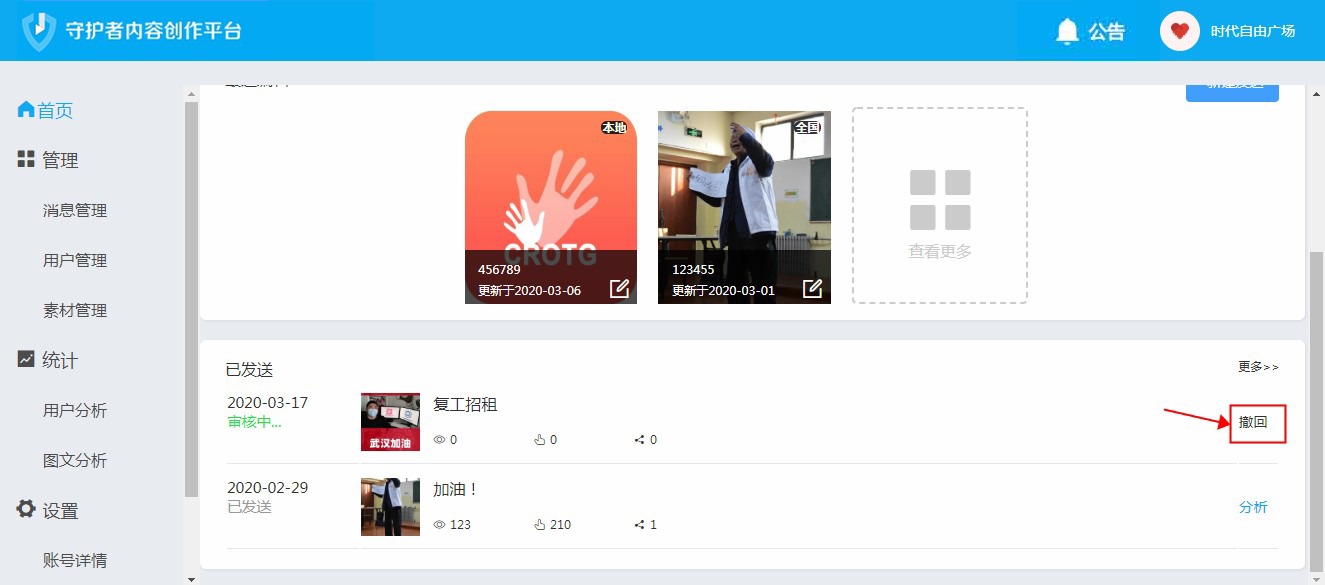 守护者内容创作平台
公告
时代自由广场
首页
管理
消息管理
用户管理
素材管理
统计
用户分析
图文分析
设置
账号详情
本地
CROTG
456789
更新于2020-03-06
全国
123455
更新于2020-03-01
查看更多
已发送
更多>>
2020-03-17
审核中...
武汉加油
复工招租
0
0
0
撤回
2020-02-29
已发送
加油！
123
210
1
分析